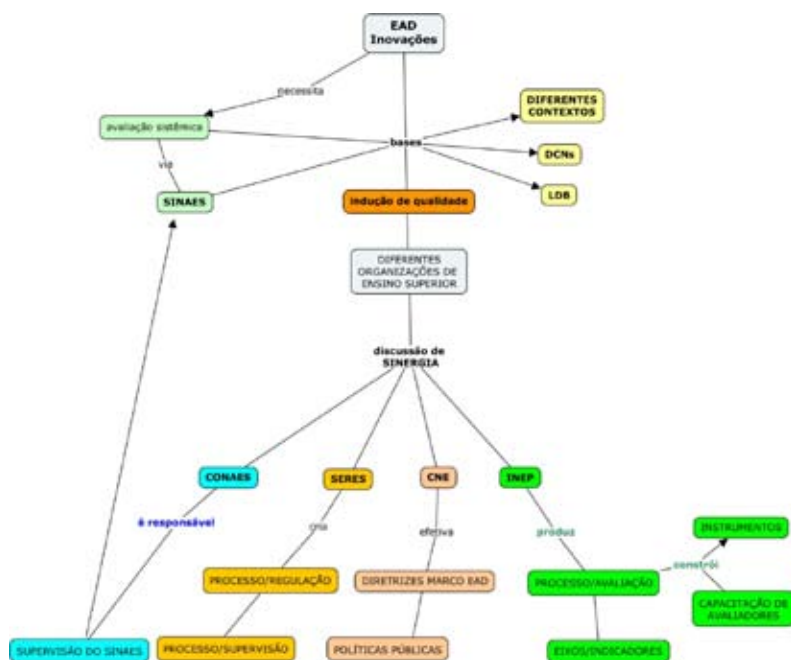 EAD
Inovações
necessita
DIFERENTES
CONTEXTOS
avaliação sistêmica
bases
DCNs
via
LDB
SINAES
indução de qualidade
DIFERENTES
ORGANIZAÇÕES DE
ENSINO SUPERIOR
discussão de
SINERGIA
CONAES
SERES
CNE
INEP
é responsável
cria
efetiva
produz
INSTRUMENTOS
constrói
PROCESSO/REGULAÇÃO
DIRETRIZES MARCO EAD
PROCESSO/AVALIAÇÃO
CAPACITAÇÃO DE
AVALIADORES
SUPERVISÃO DO SINAES
PROCESSO/SUPERVISÃO
POLÍTICAS PÚBLICAS
EIXOS/INDICADORES